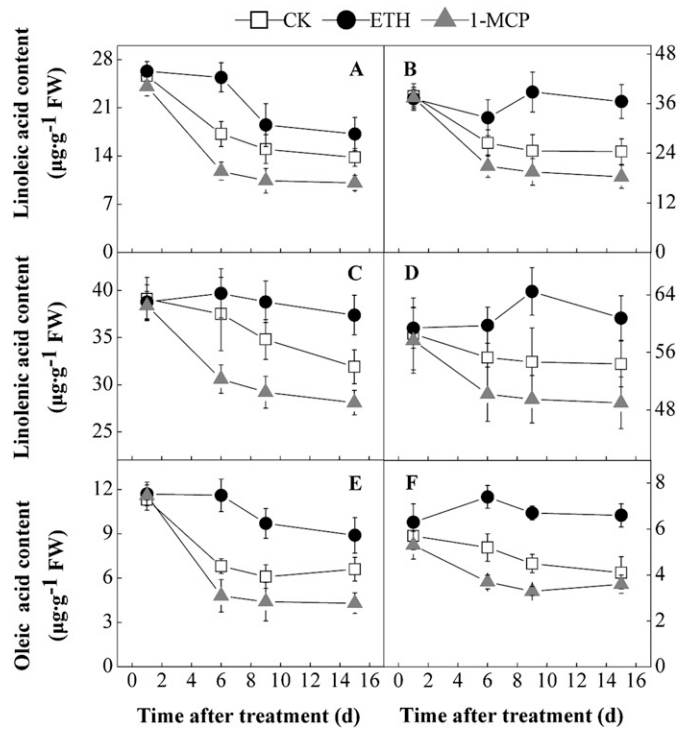 CK ETH 1-MCP
Linoleic acid content
(μg·g⁻¹ FW)
28
21
14
7
0
A
B
48
36
24
12
0
Linolenic acid content
(μg·g⁻¹ FW)
40
35
30
25
C
D
64
56
48
Oleic acid content
(μg·g⁻¹ FW)
12
9
6
3
0
E
F
8
6
4
2
0
0 2 4 6 8 10 12 14 16 0 2 4 6 8 10 12 14 16
Time after treatment (d) Time after treatment (d)